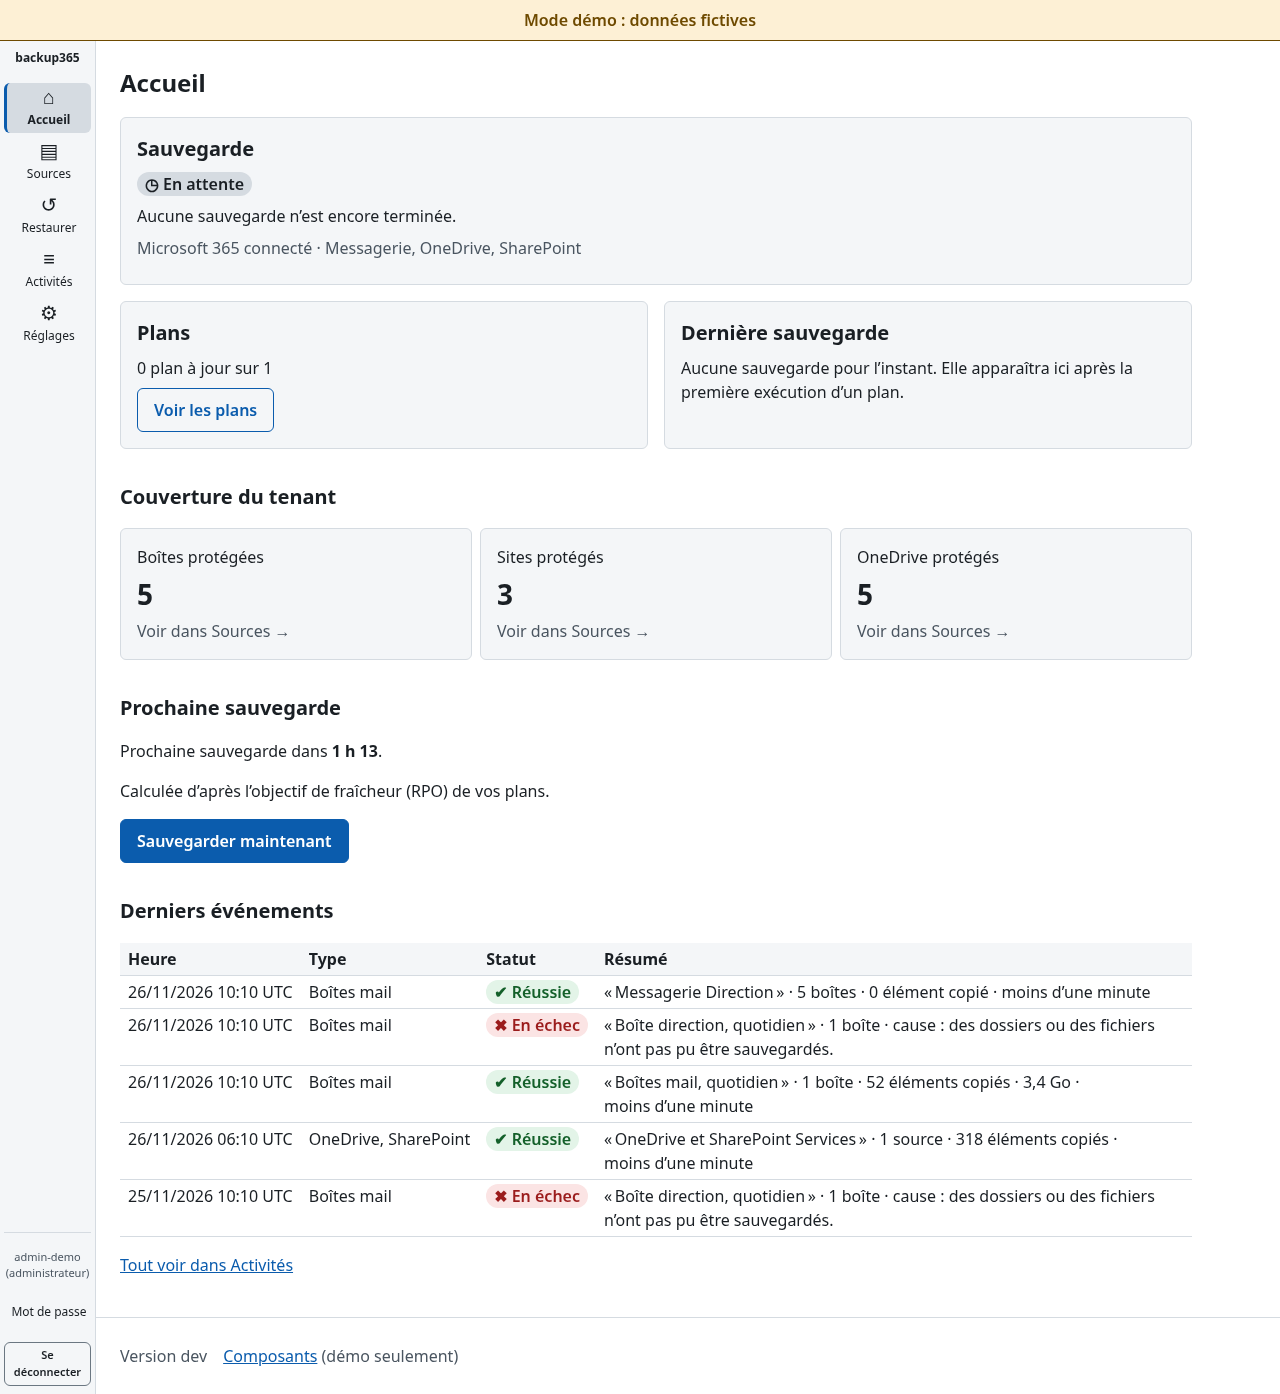 Mode démo : données fictives
backup365
Accueil
Sources
Restaurer
Activités
Réglages
admin-demo
(administrateur)
Mot de passe
Se
déconnecter
Accueil
Sauvegarde
En attente
Aucune sauvegarde n’est encore terminée.
Microsoft 365 connecté · Messagerie, OneDrive, SharePoint
Plans
0 plan à jour sur 1
Voir les plans
Dernière sauvegarde
Aucune sauvegarde pour l’instant. Elle apparaîtra ici après la
première exécution d’un plan.
Couverture du tenant
Boîtes protégées
5
Voir dans Sources →
Sites protégés
3
Voir dans Sources →
OneDrive protégés
5
Voir dans Sources →
Prochaine sauvegarde
Prochaine sauvegarde dans 1 h 13.
Calculée d’après l’objectif de fraîcheur (RPO) de vos plans.
Sauvegarder maintenant
Derniers événements
Heure Type Statut Résumé
26/11/2026 10:10 UTC Boîtes mail ✔ Réussie « Messagerie Direction » · 5 boîtes · 0 élément copié · moins d’une minute
26/11/2026 10:10 UTC Boîtes mail ✖ En échec « Boîte direction, quotidien » · 1 boîte · cause : des dossiers ou des fichiers
n’ont pas pu être sauvegardés.
26/11/2026 10:10 UTC Boîtes mail ✔ Réussie « Boîtes mail, quotidien » · 1 boîte · 52 éléments copiés · 3,4 Go ·
moins d’une minute
26/11/2026 06:10 UTC OneDrive, SharePoint ✔ Réussie « OneDrive et SharePoint Services » · 1 source · 318 éléments copiés ·
moins d’une minute
25/11/2026 10:10 UTC Boîtes mail ✖ En échec « Boîte direction, quotidien » · 1 boîte · cause : des dossiers ou des fichiers
n’ont pas pu être sauvegardés.
Tout voir dans Activités
Version dev Composants (démo seulement)